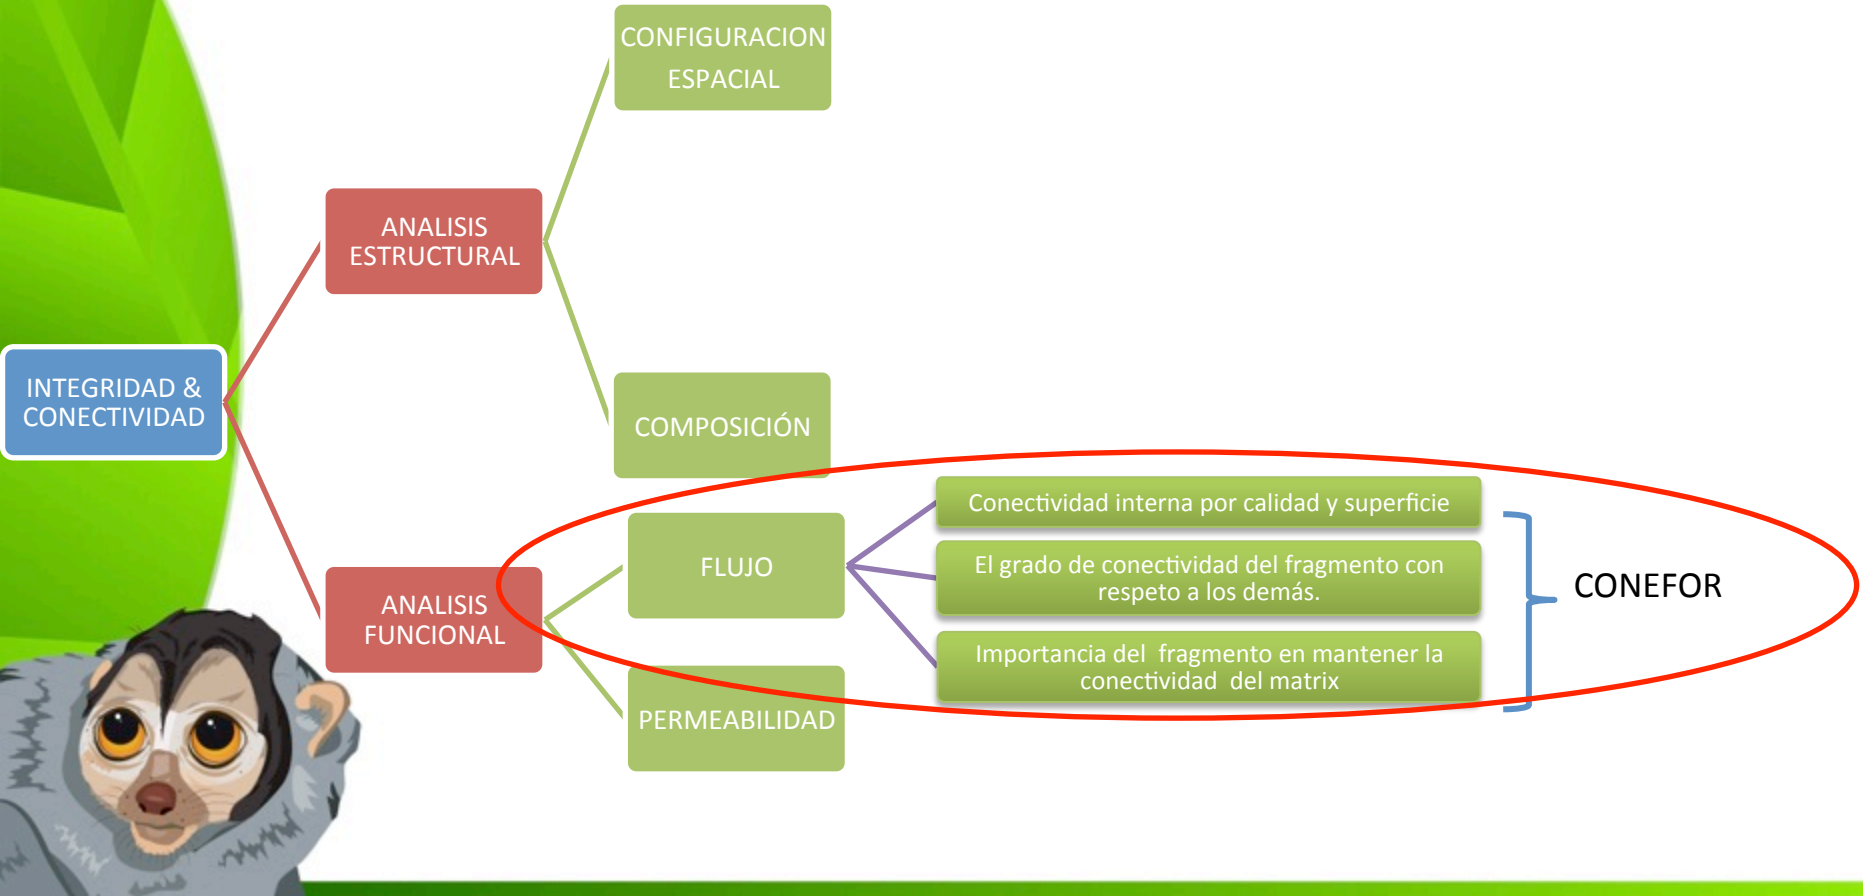 CONFIGURACION
ESPACIAL
ANALISIS
ESTRUCTURAL
INTEGRIDAD &
CONECTIVIDAD
COMPOSICIÓN
Conectividad interna por calidad y superficie
FLUJO
El grado de conectividad del fragmento con
respeto a los demás.
CONEFOR
ANALISIS
FUNCIONAL
Importancia del  fragmento en mantener la
conectividad  del matrix
PERMEABILIDAD